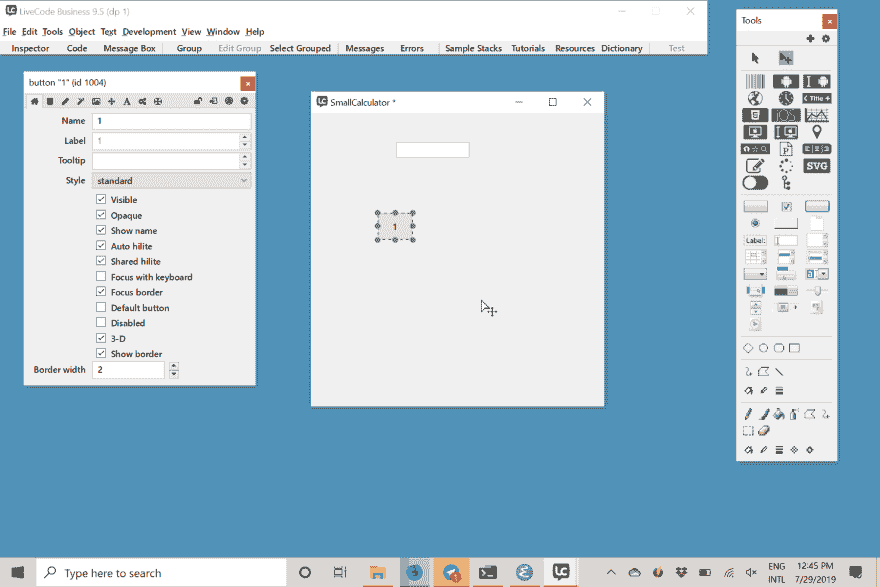 LiveCode Business 9.5 (dp 1)
File Edit Tools Object Text Development View Window Help
Inspector Code Message Box Group Edit Group Select Grouped Messages Errors Sample Stacks Tutorials Resources Dictionary Test
Tools
button "1" (id 1004)
Name 1
Label 1
Tooltip
Style standard
Visible
Opaque
Show name
Auto hilite
Shared hilite
Focus with keyboard
Focus border
Default button
Disabled
3-D
Show border
Border width 2
SmallCalculator *
1
Title +
SVG
Label:
Type here to search
ENG
INTL
12:45 PM
7/29/2019